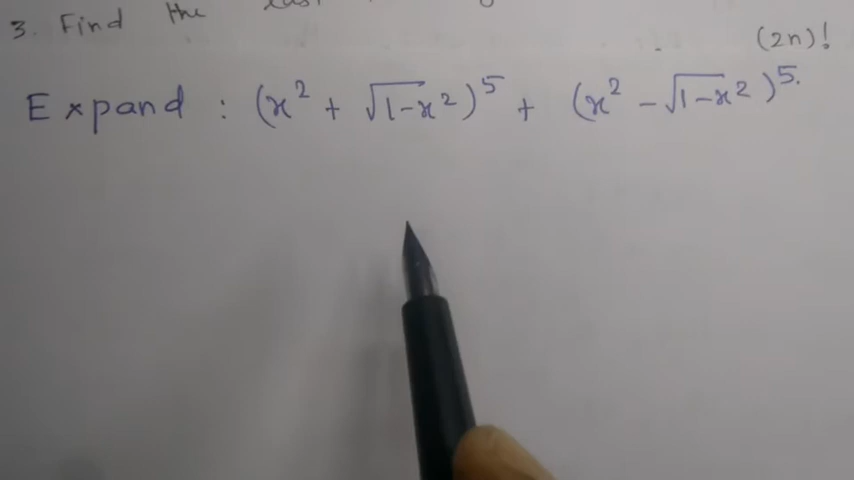 3. Find the
(2n)!
Expand : (x² + √(1-x²))⁵ + (x² - √(1-x²))⁵.